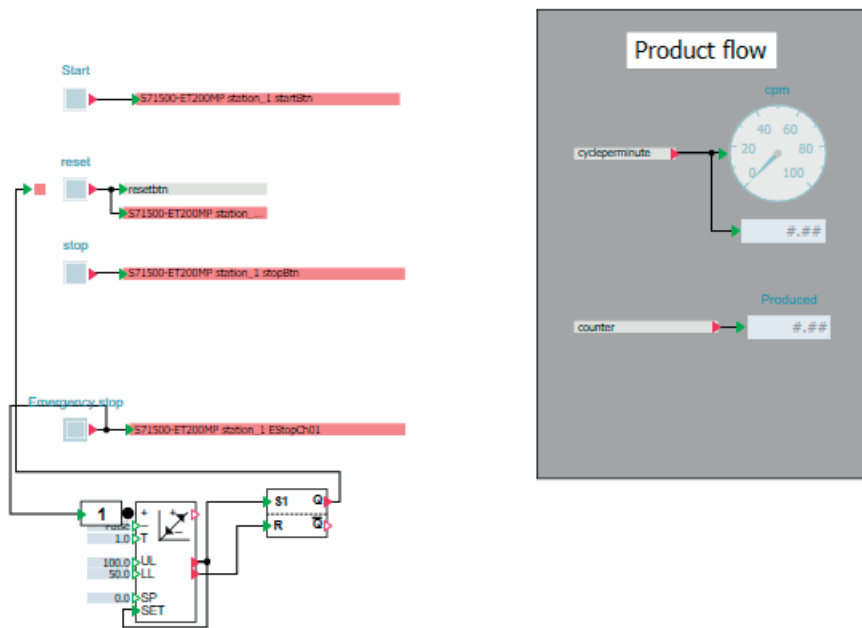 Start
S71500-ET200MP station_1 startBtn
reset
resetbtn
S71500-ET200MP station_...
stop
S71500-ET200MP station_1 stopBtn
Emergency stop
S71500-ET200MP station_1 EStopCh01
1
+
+
−
−
T
1.0
UL
100.0
LL
50.0
SP
0.0
SET
S1 Q
R Q̅
Product flow
cpm
cycleperminute
0 20 40 60 80 100
#.##
Produced
counter
#.##